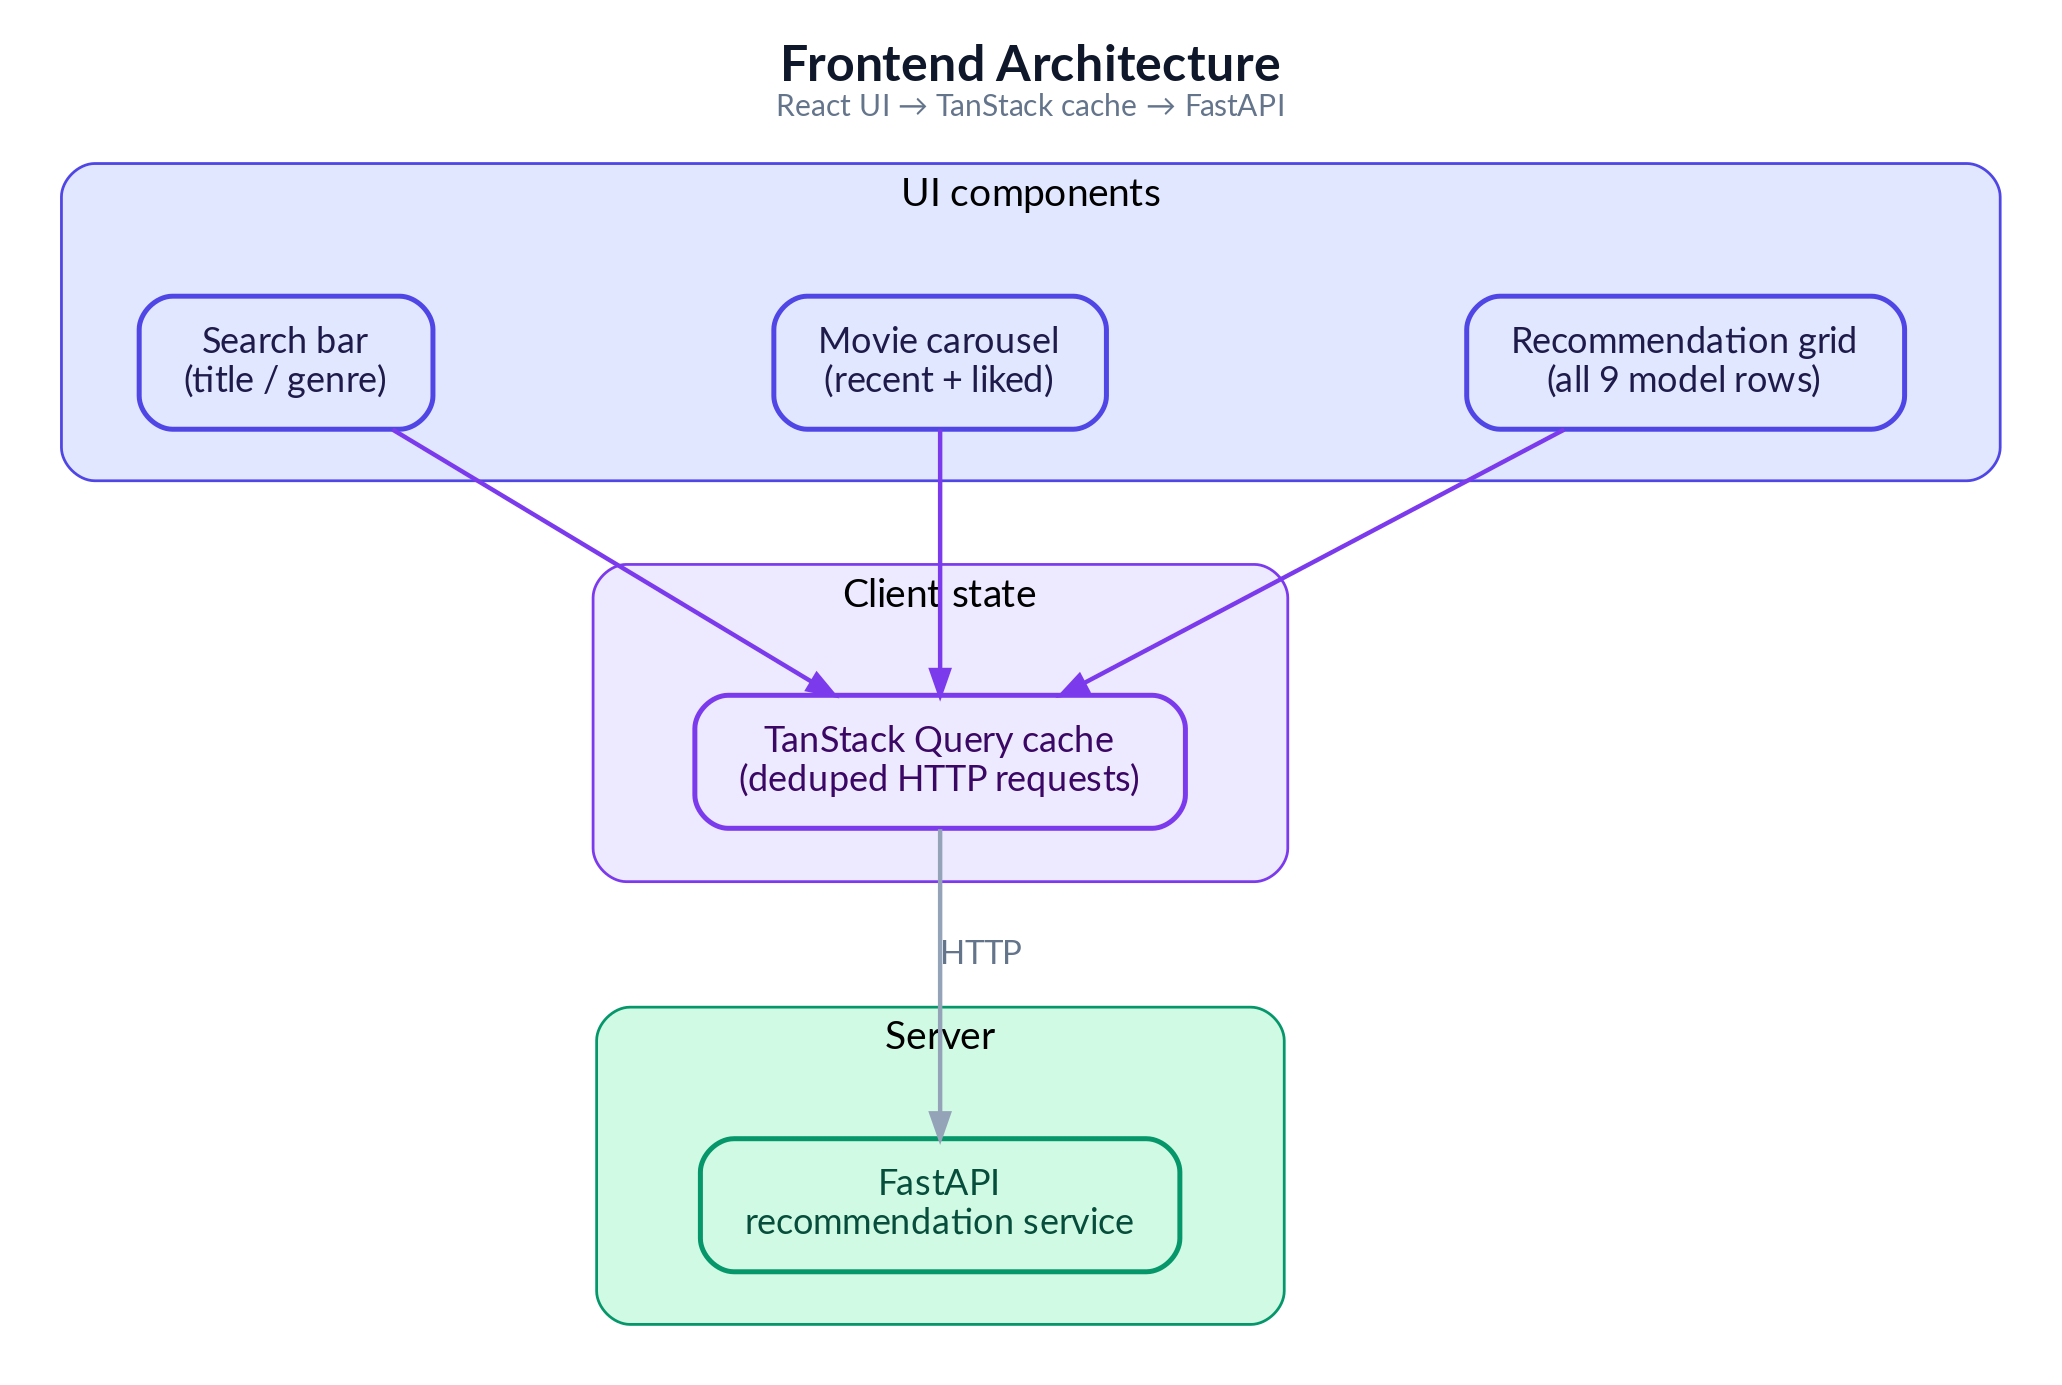 Frontend Architecture
React UI → TanStack cache → FastAPI
UI components
Search bar
(title / genre)
Movie carousel
(recent + liked)
Recommendation grid
(all 9 model rows)
Client state
TanStack Query cache
(deduped HTTP requests)
HTTP
Server
FastAPI
recommendation service